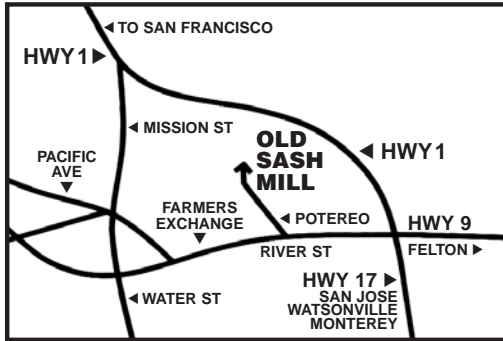 TO SAN FRANCISCO
HWY 1
MISSION ST
PACIFIC
AVE
OLD
SASH
MILL
HWY 1
FARMERS
EXCHANGE
POTEREO
HWY 9
RIVER ST
FELTON
WATER ST
HWY 17
SAN JOSE
WATSONVILLE
MONTEREY